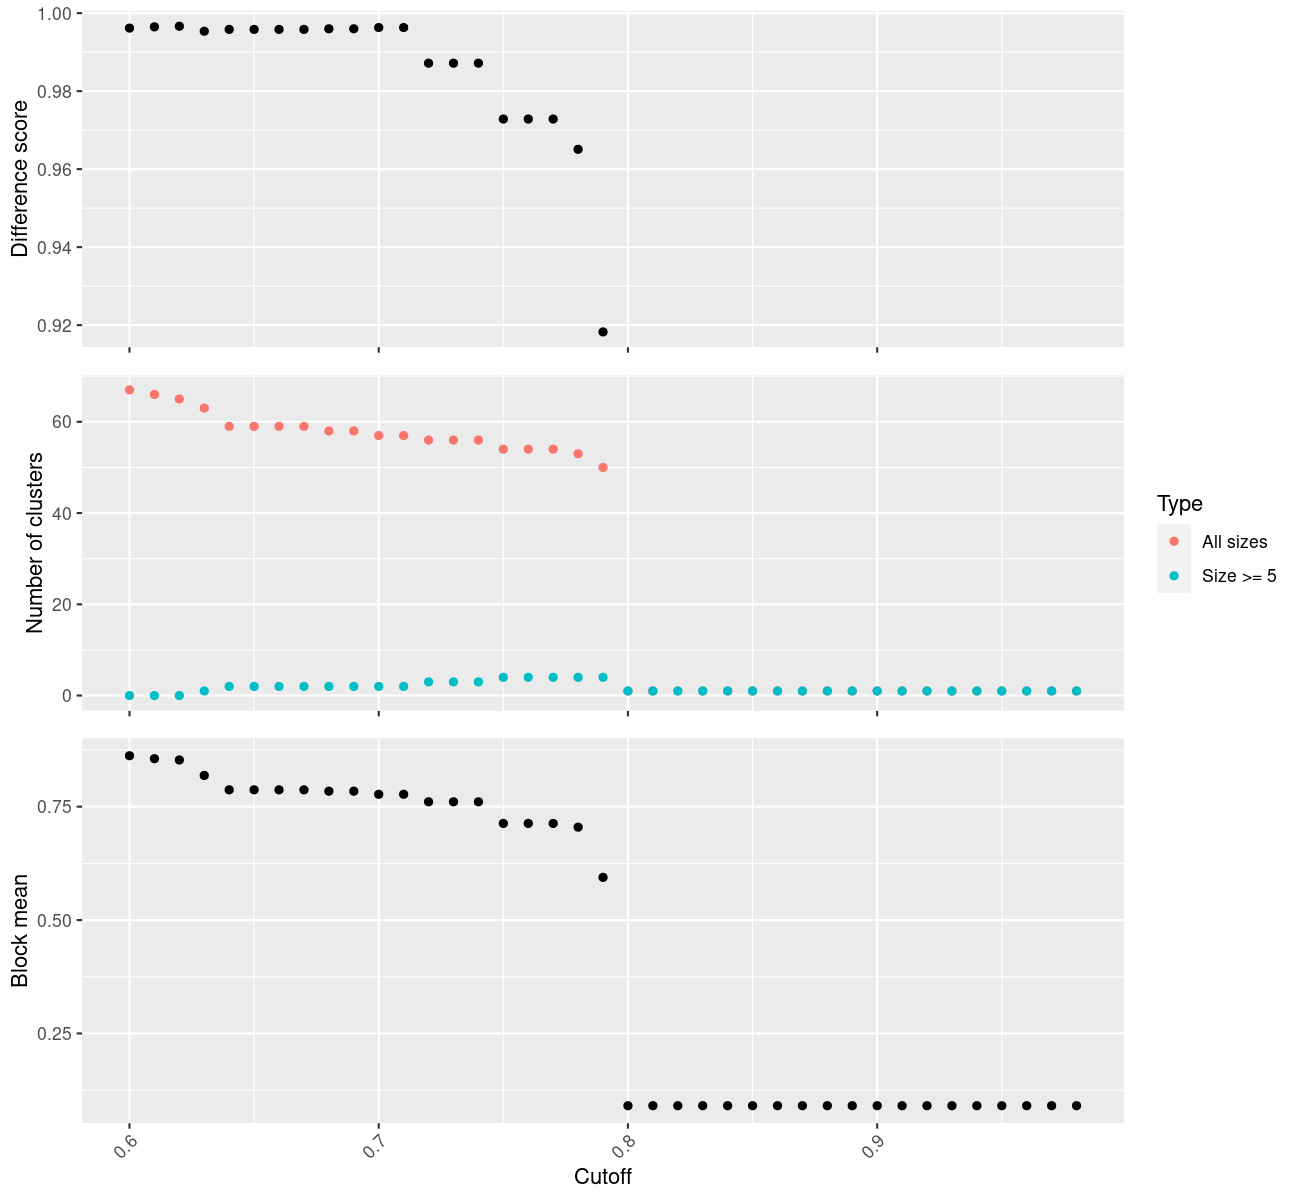 1.00
0.98
0.96
0.94
0.92
Difference score
60
40
20
0
Number of clusters
Type
All sizes
Size >= 5
0.75
0.50
0.25
Block mean
0.6
0.7
0.8
0.9
Cutoff